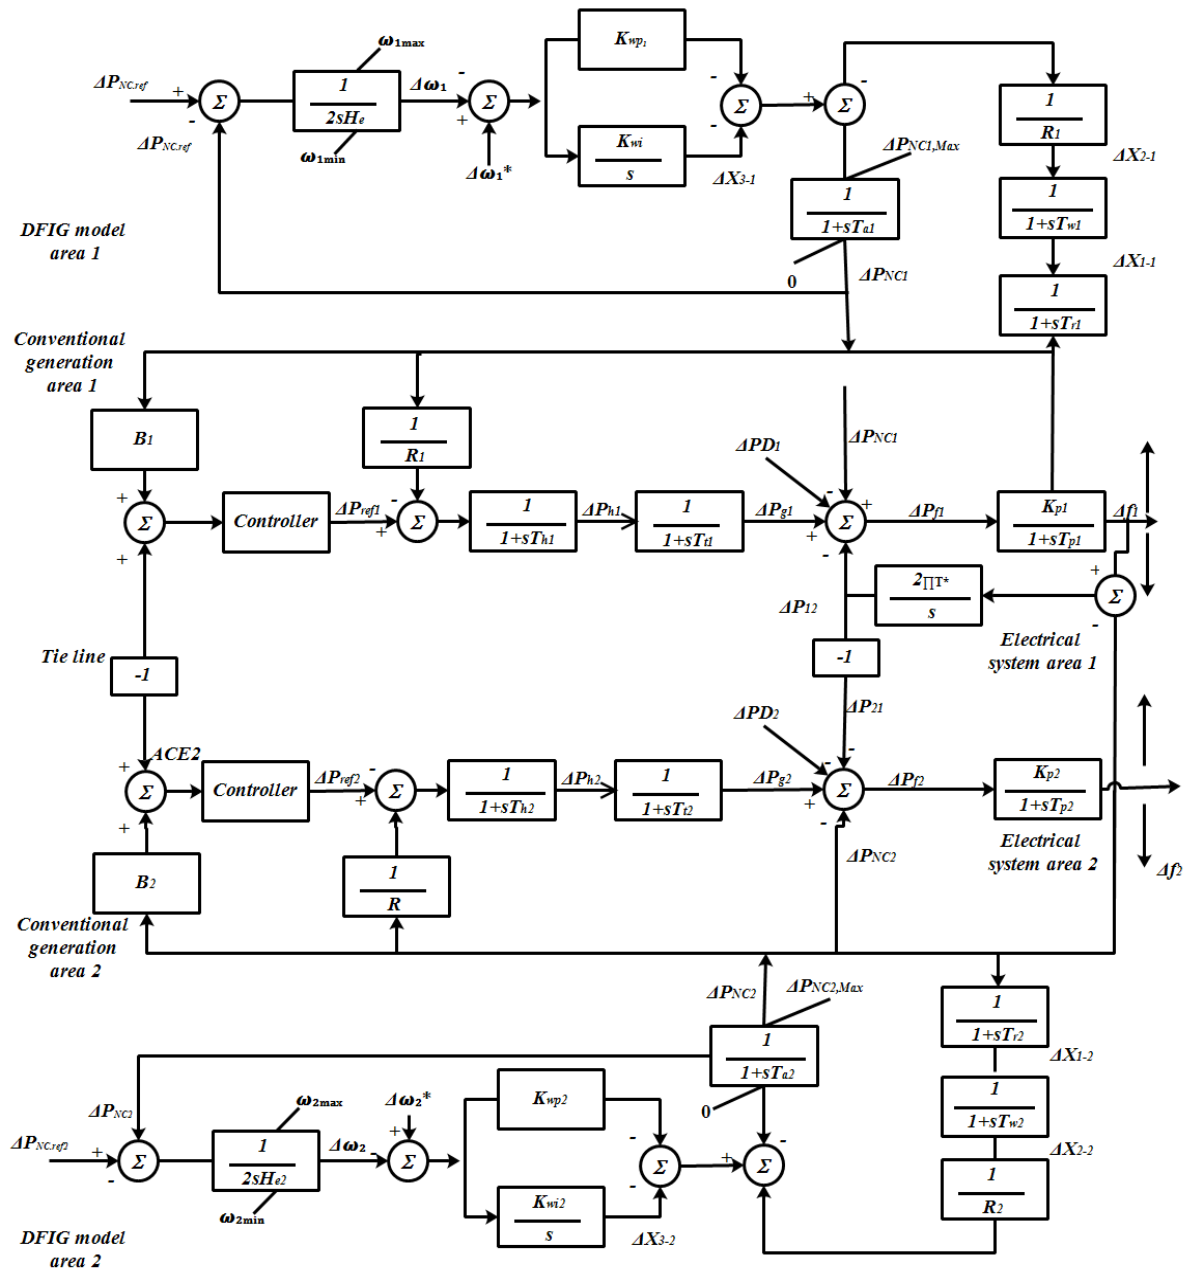 ω1max
Kwp1
ΔPNC.ref
+
-
Σ
1
2sHe
Δω1
-
+
Σ
-
-
Σ
+
-
Σ
1
R1
ΔPNC.ref
ω1min
Δω1*
Kwi
s
ΔX3-1
ΔPNC1,Max
ΔX2-1
DFIG model
area 1
1
1+sTa1
0
ΔPNC1
1
1+sTw1
ΔX1-1
1
1+sTr1
Conventional
generation
area 1
B1
1
R1
ΔPD1
ΔPNC1
+
+
Σ
Controller
ΔPref1
-
+
Σ
1
1+sTh1
ΔPh1
1
1+sTt1
ΔPg1
-
-
+
+
-
Σ
ΔPf1
Kp1
1+sTp1
Δf1
2∏T*
s
+
-
Σ
ΔP12
Electrical
system area 1
Tie line
-1
-1
ΔP21
ΔPD2
ACE2
+
+
Σ
Controller
ΔPref2
-
+
Σ
1
1+sTh2
ΔPh2
1
1+sTt2
ΔPg2
-
-
+
-
Σ
ΔPf2
Kp2
1+sTp2
Electrical
system area 2
Δf2
B2
1
R
ΔPNC2
Conventional
generation
area 2
ΔPNC2
ΔPNC2,Max
1
1+sTa2
0
1
1+sTr2
ΔX1-2
1
1+sTw2
ΔX2-2
1
R2
ΔPNC2
ω2max
Δω2*
Kwp2
ΔPNC.ref2
+
-
Σ
1
2sHe2
Δω2
-
+
Σ
-
-
Σ
+
-
Σ
ω2min
Kwi2
s
ΔX3-2
DFIG model
area 2